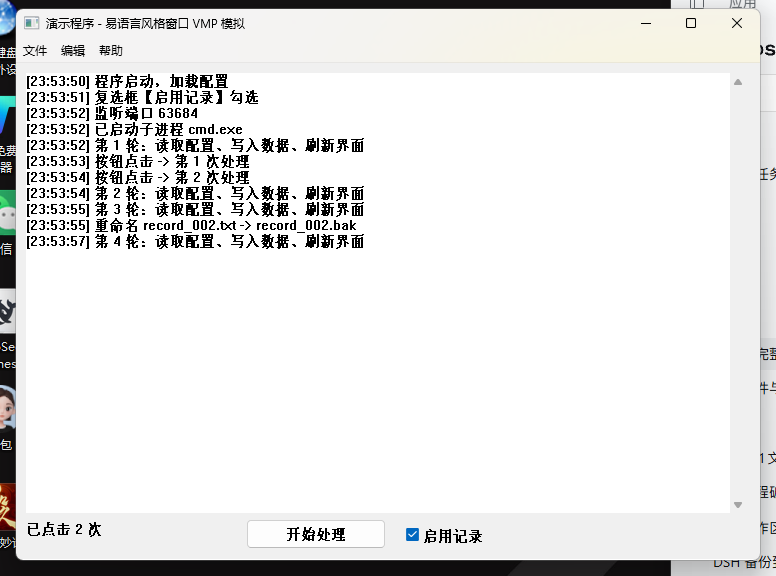 演示程序 - 易语言风格窗口 VMP 模拟
文件 编辑 帮助
[23:53:50] 程序启动，加载配置
[23:53:51] 复选框【启用记录】勾选
[23:53:52] 监听端口 63684
[23:53:52] 已启动子进程 cmd.exe
[23:53:52] 第 1 轮：读取配置、写入数据、刷新界面
[23:53:53] 按钮点击 -> 第 1 次处理
[23:53:54] 按钮点击 -> 第 2 次处理
[23:53:54] 第 2 轮：读取配置、写入数据、刷新界面
[23:53:55] 第 3 轮：读取配置、写入数据、刷新界面
[23:53:55] 重命名 record_002.txt -> record_002.bak
[23:53:57] 第 4 轮：读取配置、写入数据、刷新界面
已点击 2 次
开始处理
启用记录
信
包
应用
任务
完整
件与
1 文
作区
DSH 备份到